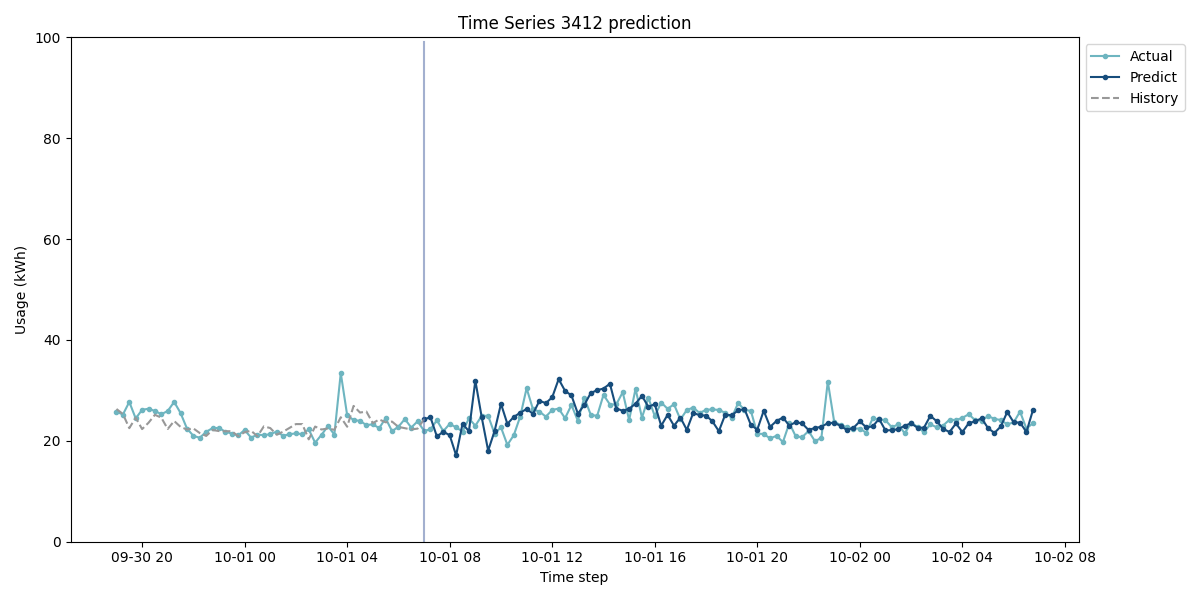 Time Series 3412 prediction
100
80
60
40
20
0
Usage (kWh)
09-30 20
10-01 00
10-01 04
10-01 08
10-01 12
10-01 16
10-01 20
10-02 00
10-02 04
10-02 08
Time step
Actual
Predict
History